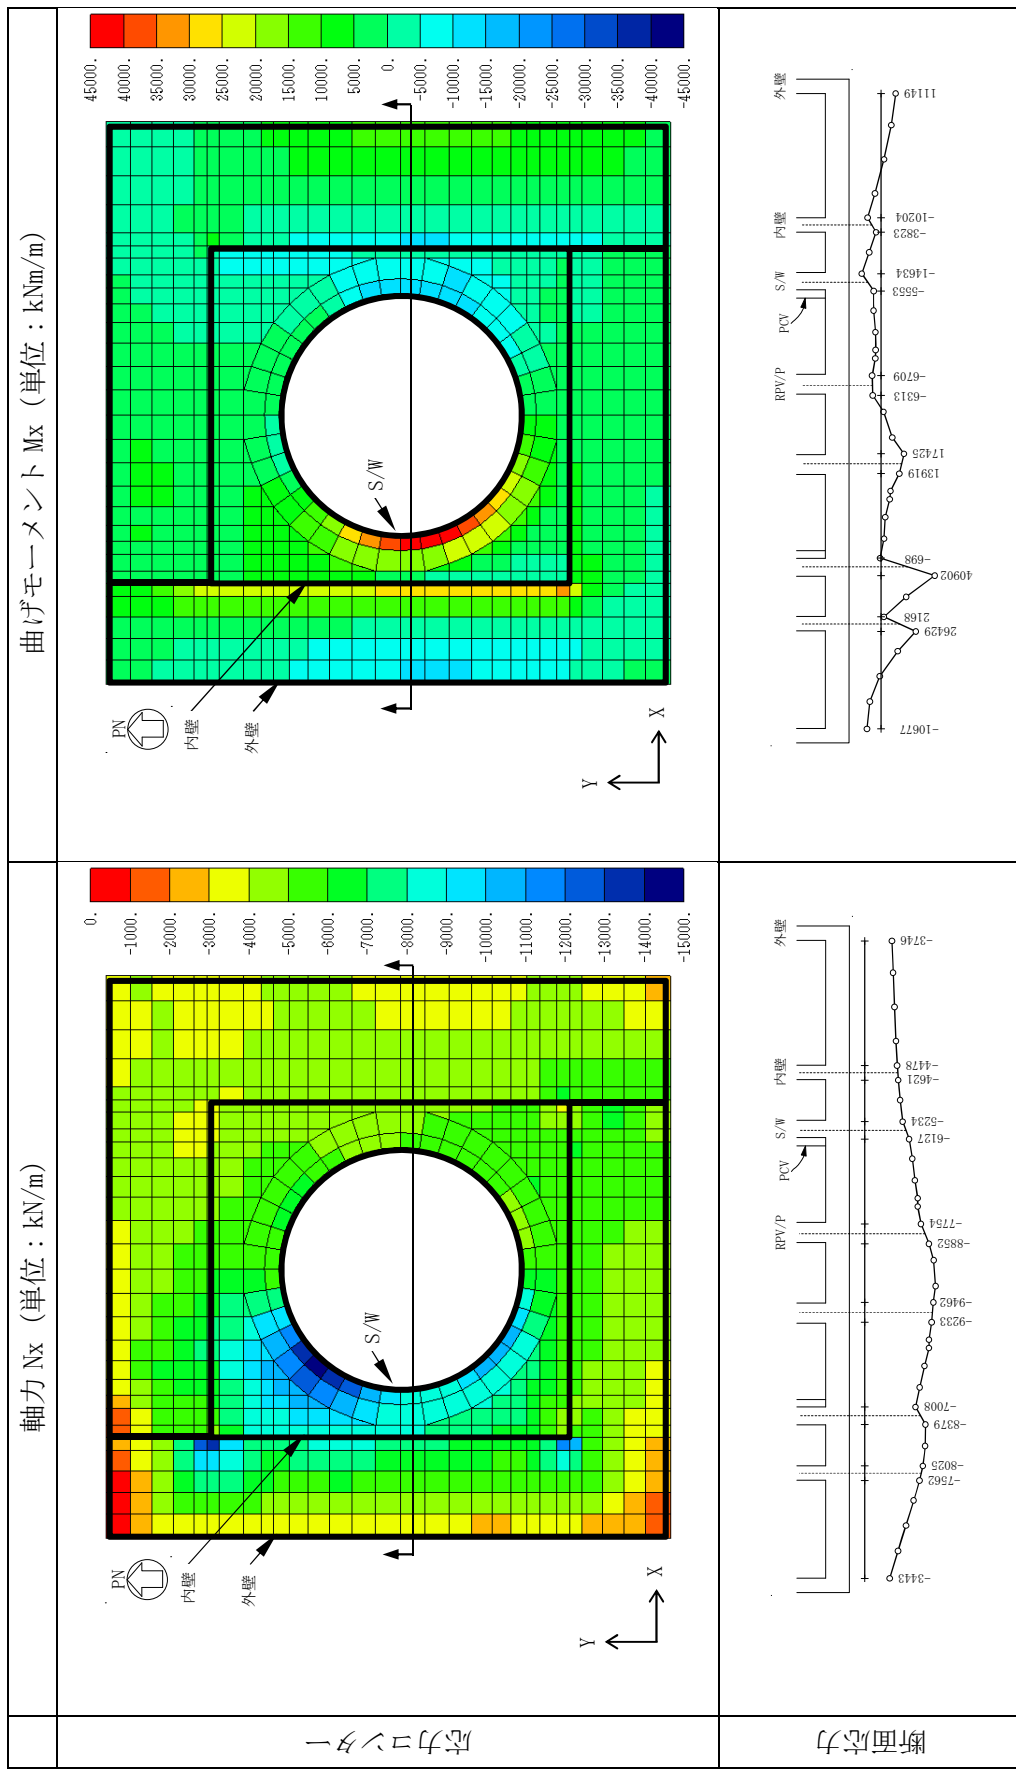 軸力 Nx (単位:kN/m)
曲げモーメント Mx (単位:kNm/m)
応力コンター
0.
-1000.
-2000.
-3000.
-4000.
-5000.
-6000.
-7000.
-8000.
-9000.
-10000.
-11000.
-12000.
-13000.
-14000.
-15000.
PN
内壁
外壁
S/W
Y
X
45000.
40000.
35000.
30000.
25000.
20000.
15000.
10000.
5000.
0.
-5000.
-10000.
-15000.
-20000.
-25000.
-30000.
-35000.
-40000.
-45000.
PN
内壁
外壁
S/W
Y
X
断面応力
RPV/P
PCV
S/W
内壁
外壁
-3443
-7562
-8025
-8379
-7008
-9233
-9462
-8852
-7754
-6127
-5234
-4621
-4478
-3746
RPV/P
PCV
S/W
内壁
外壁
-10677
26429
2168
40902
-698
13919
17425
-6313
-6709
-5553
-14634
-3823
-10204
11149